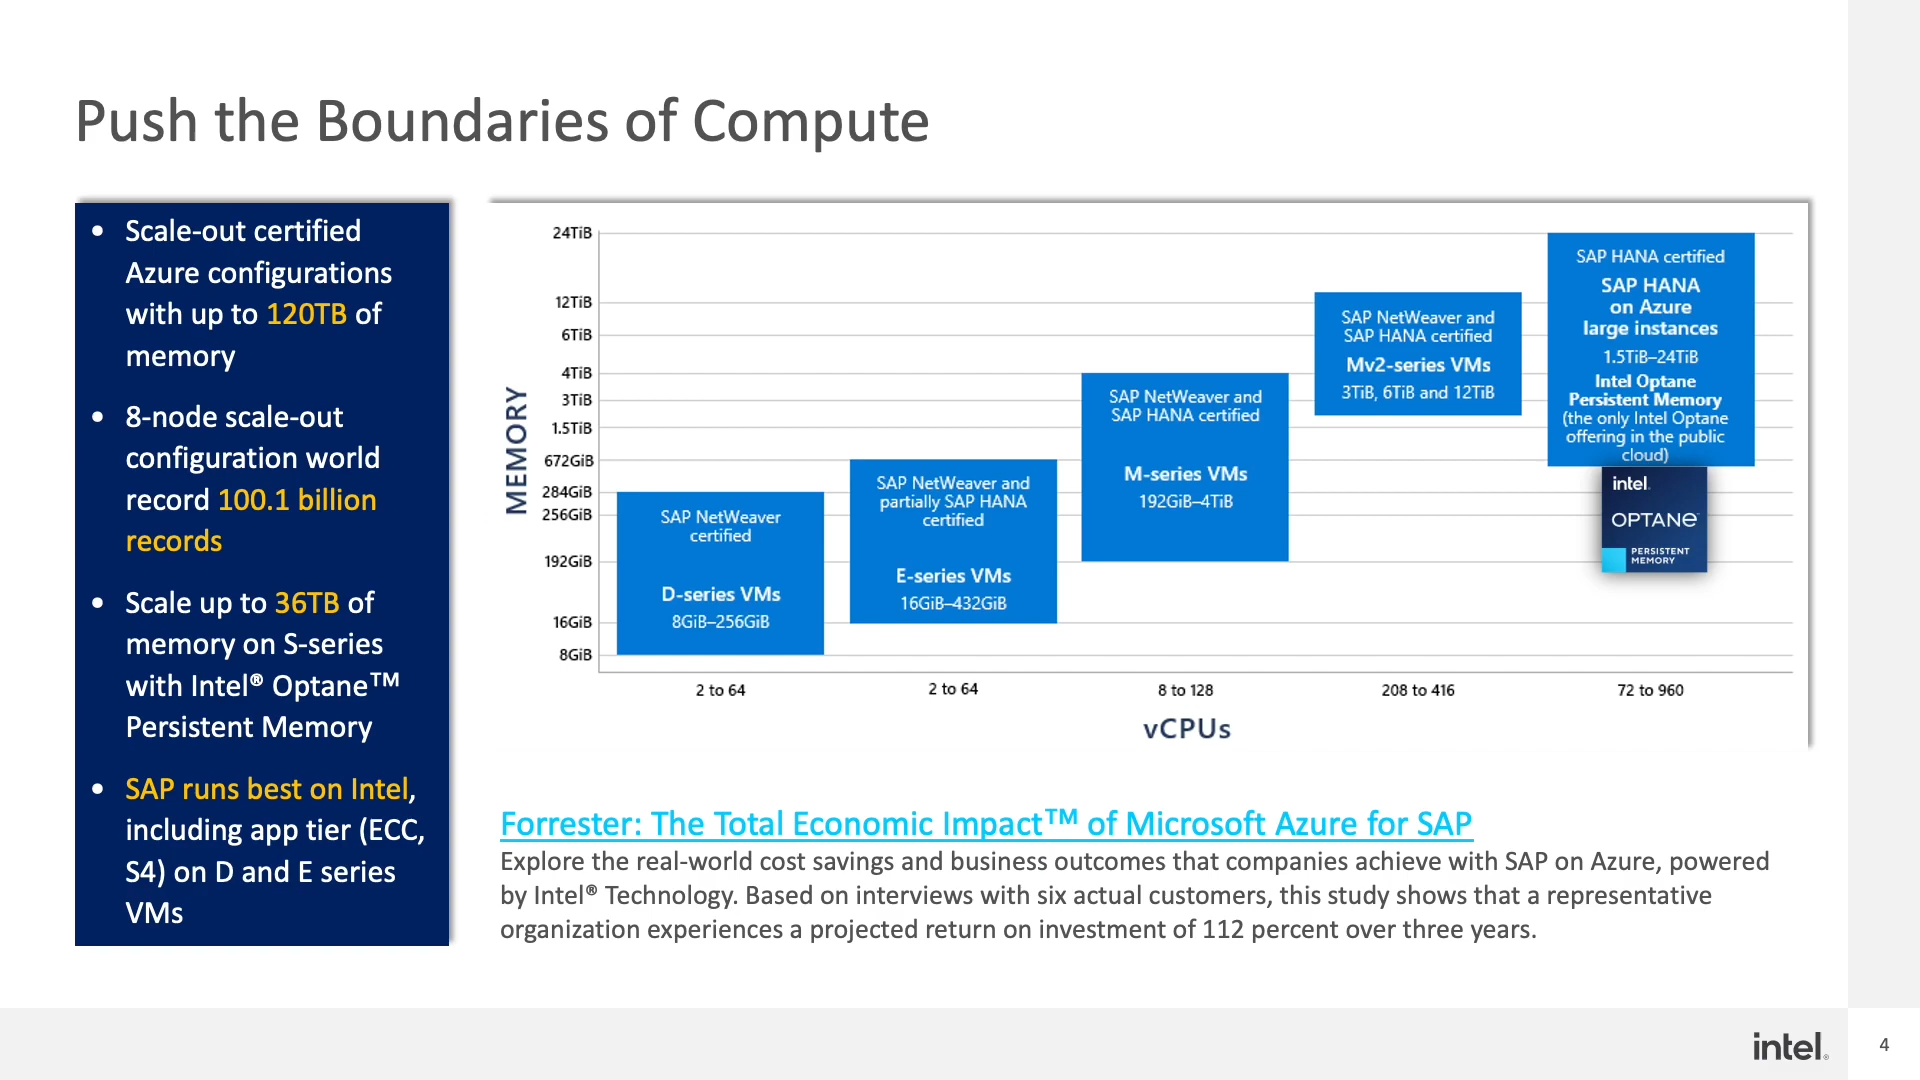 Push the Boundaries of Compute
• Scale-out certified
Azure configurations
with up to 120TB of
memory
• 8-node scale-out
configuration world
record 100.1 billion
records
• Scale up to 36TB of
memory on S-series
with Intel® Optane™
Persistent Memory
• SAP runs best on Intel,
including app tier (ECC,
S4) on D and E series
VMs
MEMORY
24TiB
12TiB
6TiB
4TiB
3TiB
1.5TiB
672GiB
284GiB
256GiB
192GiB
16GiB
8GiB
SAP NetWeaver
certified
D-series VMs
8GiB–256GiB
SAP NetWeaver and
partially SAP HANA
certified
E-series VMs
16GiB–432GiB
SAP NetWeaver and
SAP HANA certified
M-series VMs
192GiB–4TiB
SAP NetWeaver and
SAP HANA certified
Mv2-series VMs
3TiB, 6TiB and 12TiB
SAP HANA certified
SAP HANA
on Azure
large instances
1.5TiB–24TiB
Intel Optane
Persistent Memory
(the only Intel Optane
offering in the public
cloud)
intel.
OPTANe™
PERSISTENT
MEMORY
2 to 64
2 to 64
8 to 128
208 to 416
72 to 960
vCPUs
Forrester: The Total Economic Impact™ of Microsoft Azure for SAP
Explore the real-world cost savings and business outcomes that companies achieve with SAP on Azure, powered
by Intel® Technology. Based on interviews with six actual customers, this study shows that a representative
organization experiences a projected return on investment of 112 percent over three years.
intel.
4